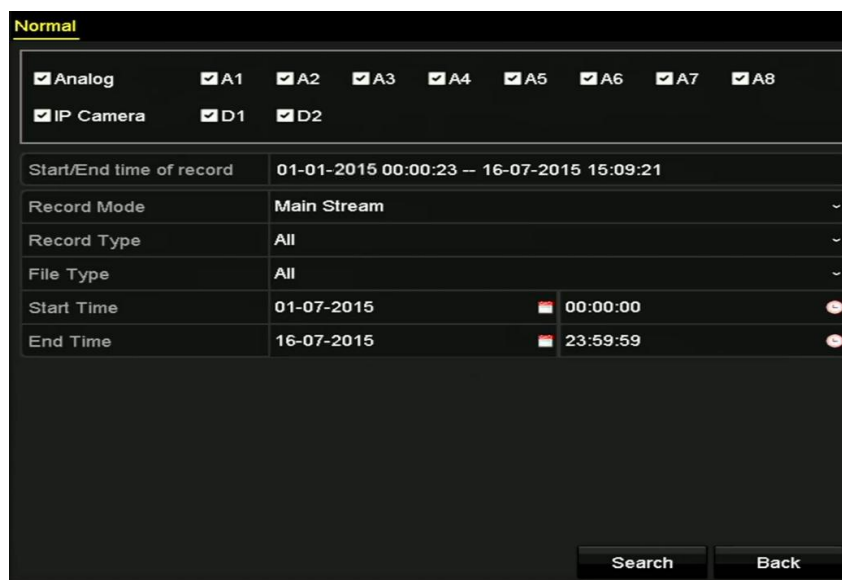 Normal
Analog A1 A2 A3 A4 A5 A6 A7 A8
IP Camera D1 D2
Start/End time of record 01-01-2015 00:00:23 -- 16-07-2015 15:09:21
Record Mode Main Stream
Record Type All
File Type All
Start Time 01-07-2015 00:00:00
End Time 16-07-2015 23:59:59
Search Back